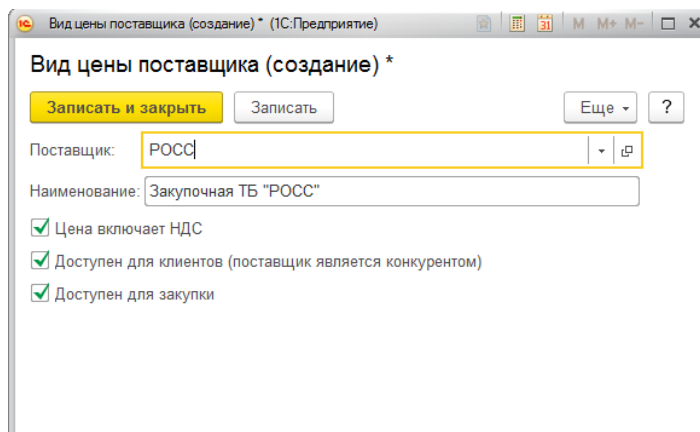 Вид цены поставщика (создание) * (1С:Предприятие) 31 M M+ M-
Вид цены поставщика (создание) *
Записать и закрыть Записать Еще ?
Поставщик: РОСС
Наименование: Закупочная ТБ "РОСС"
Цена включает НДС
Доступен для клиентов (поставщик является конкурентом)
Доступен для закупки